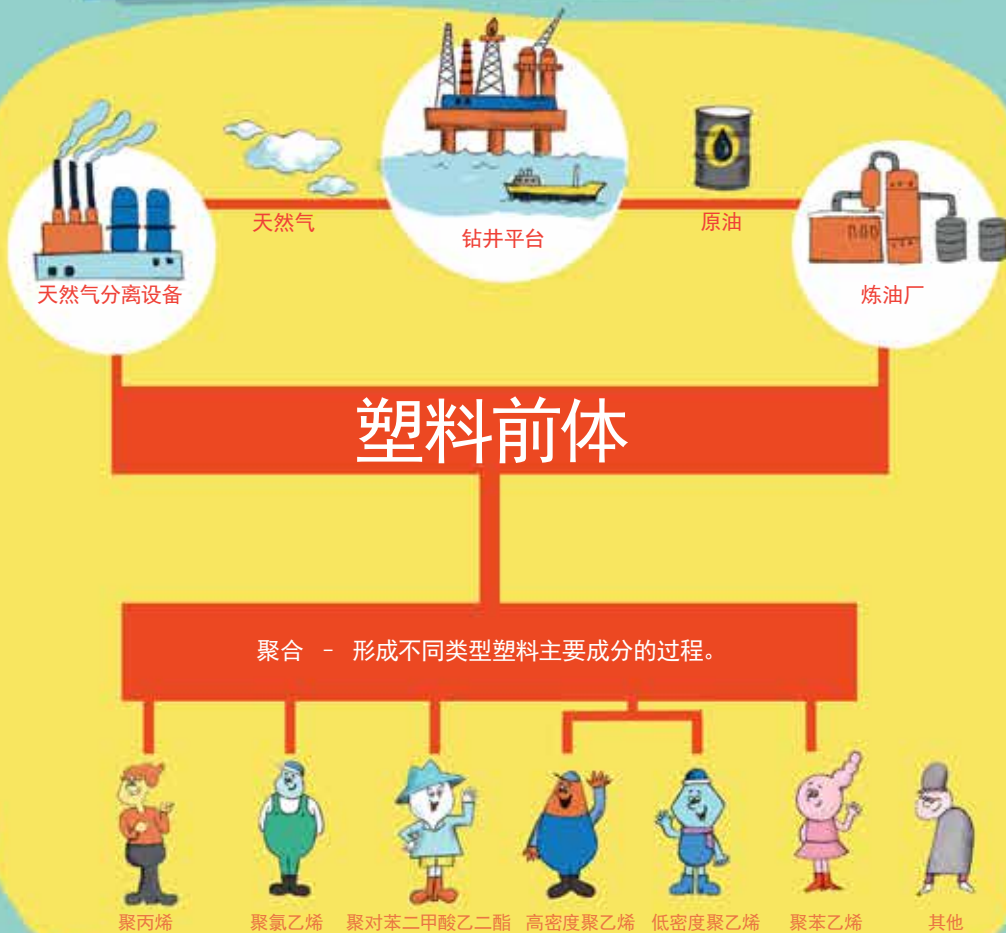 天然气
钻井平台
原油
天然气分离设备
炼油厂
塑料前体
聚合 - 形成不同类型塑料主要成分的过程。
聚丙烯
聚氯乙烯
聚对苯二甲酸乙二酯
高密度聚乙烯
低密度聚乙烯
聚苯乙烯
其他